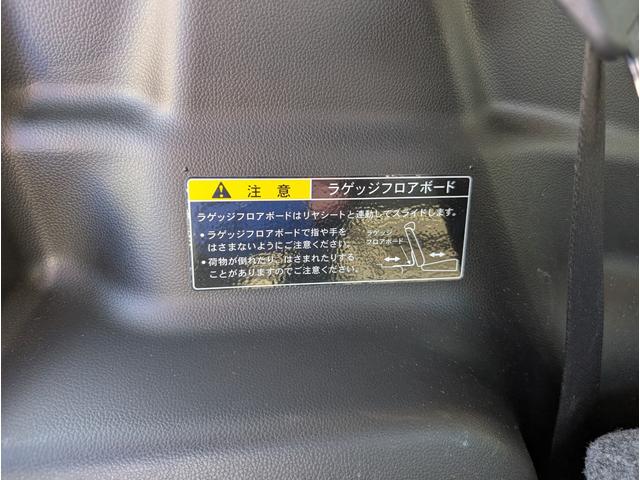 注意 ラゲッジフロアボード
ラゲッジフロアボードはリヤシートと連動してスライドします。
・ラゲッジフロアボードで指や手を
はさまないようにご注意ください。
・荷物が倒れたり、はさまれたりする
ことがありますのでご注意ください。
ラゲッジ
フロアボード